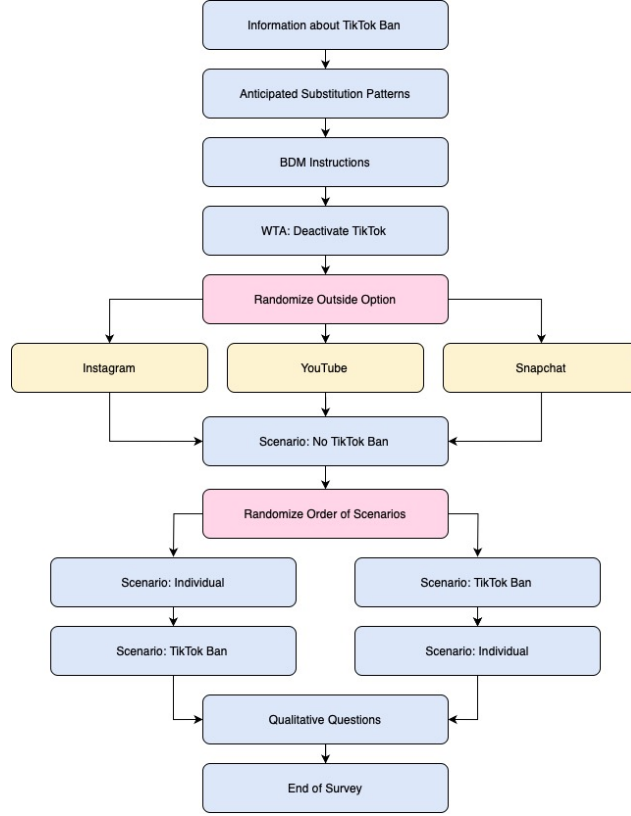 Information about TikTok Ban
Anticipated Substitution Patterns
BDM Instructions
WTA: Deactivate TikTok
Randomize Outside Option
Instagram
YouTube
Snapchat
Scenario: No TikTok Ban
Randomize Order of Scenarios
Scenario: Individual
Scenario: TikTok Ban
Scenario: TikTok Ban
Scenario: Individual
Qualitative Questions
End of Survey